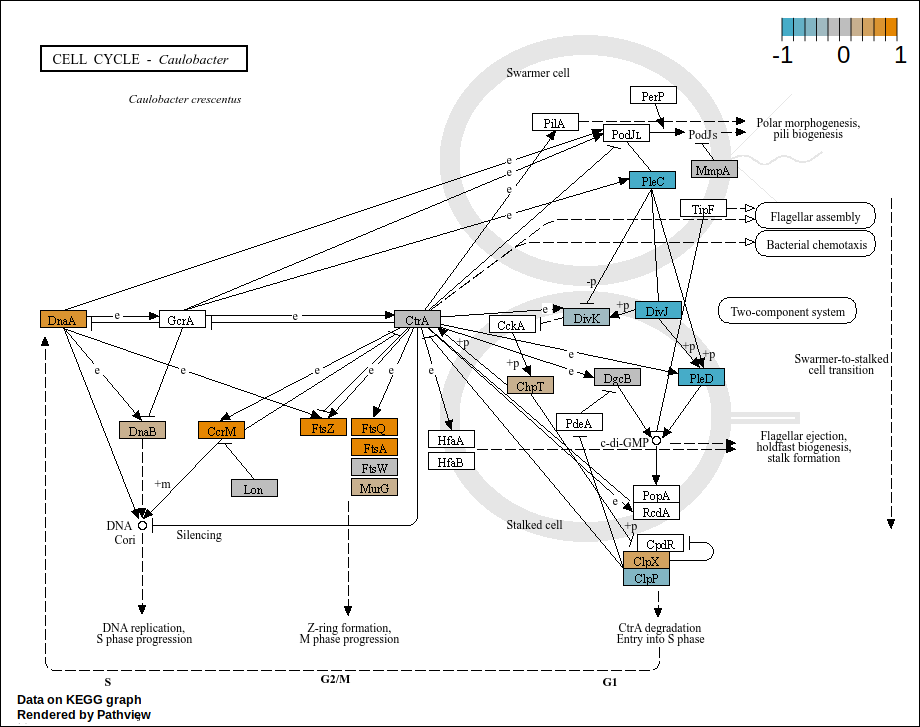 -1 0 1
CELL CYCLE - Caulobacter
Swarmer cell
Caulobacter crescentus
PerP
PilA
PodJL
PodJs
Polar morphogenesis,
pili biogenesis
MmpA
PleC
TipF
Flagellar assembly
Bacterial chemotaxis
e
e
e
e
-p
+p
DnaA
e
GcrA
e
CtrA
e
CckA
DivK
DivJ
Two-component system
+p
+p
+p
+p
e
Swarmer-to-stalked
cell transition
e
e
e
e
e
e
e
ChpT
DgcB
PleD
DnaB
CcrM
FtsZ
FtsQ
FtsA
FtsW
MurG
HfaA
HfaB
PdeA
c-di-GMP
Flagellar ejection,
holdfast biogenesis,
stalk formation
Lon
+m
PopA
RcdA
e
DNA
Cori
Silencing
Stalked cell
+p
CpdR
ClpX
ClpP
DNA replication,
S phase progression
Z-ring formation,
M phase progression
CtrA degradation
Entry into S phase
S
G2/M
G1
Data on KEGG graph
Rendered by Pathview